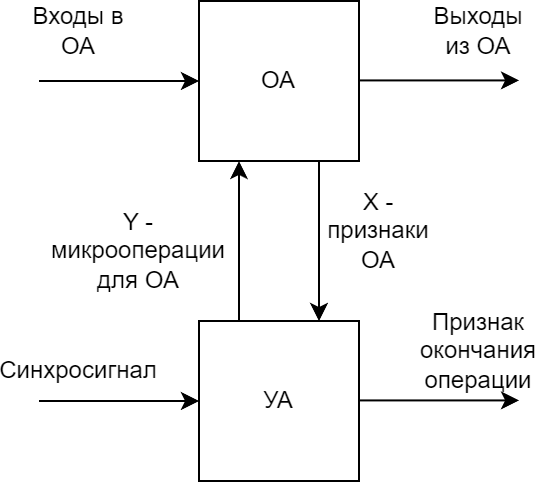 Входы в
ОА
ОА
Выходы
из ОА
Y -
микрооперации
для ОА
X -
признаки
ОА
Синхросигнал
УА
Признак
окончания
операции